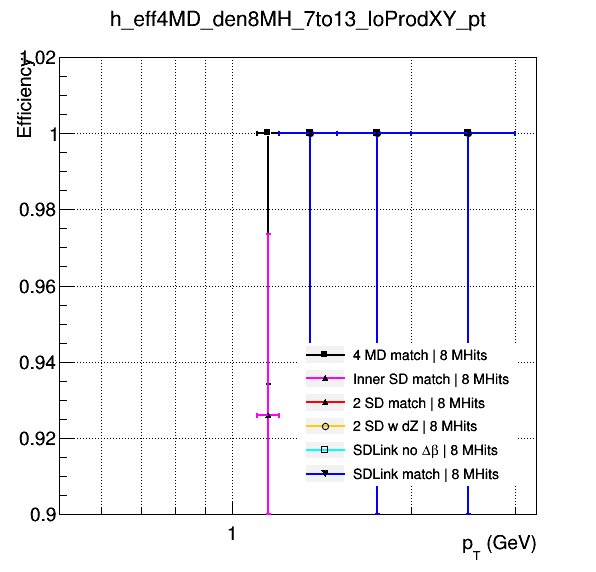 h_eff4MD_den8MH_7to13_loProdXY_pt
Efficiency
1.02
1
0.98
0.96
0.94
0.92
0.9
4 MD match | 8 MHits
Inner SD match | 8 MHits
2 SD match | 8 MHits
2 SD w dZ | 8 MHits
SDLink no Δβ | 8 MHits
SDLink match | 8 MHits
1
p_T (GeV)